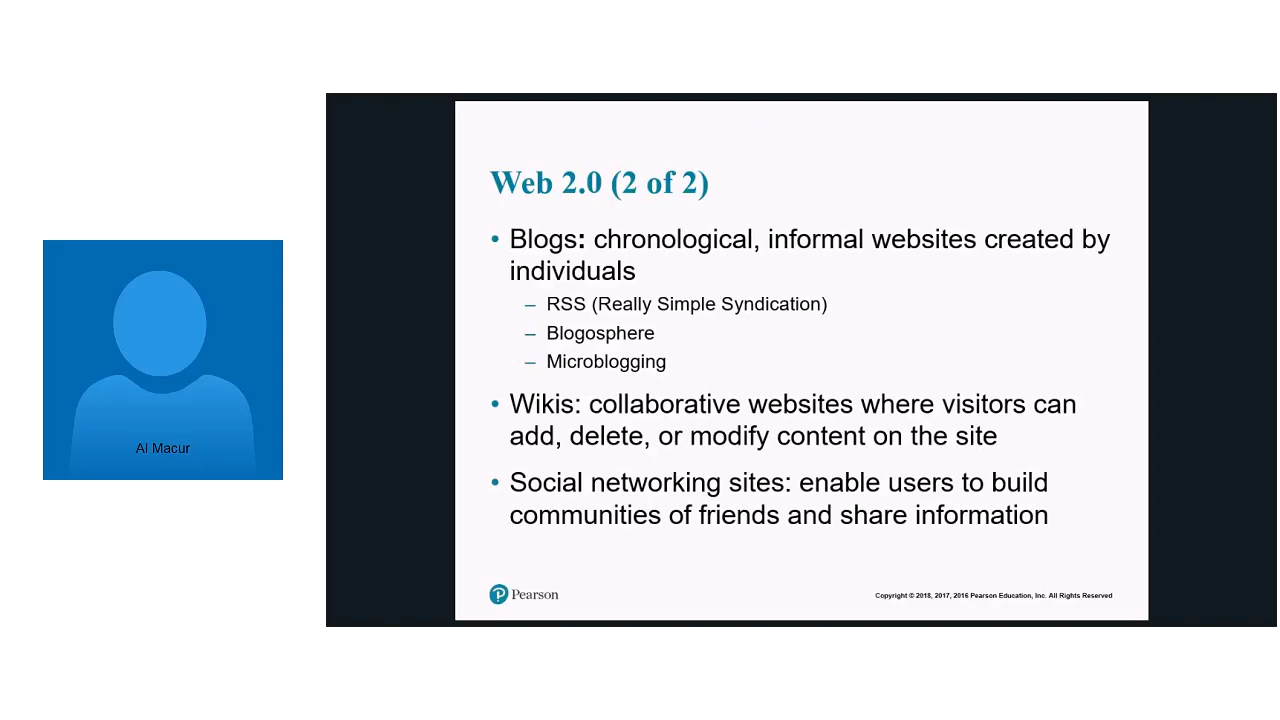 Web 2.0 (2 of 2)
• Blogs: chronological, informal websites created by
individuals
– RSS (Really Simple Syndication)
– Blogosphere
– Microblogging
• Wikis: collaborative websites where visitors can
add, delete, or modify content on the site
• Social networking sites: enable users to build
communities of friends and share information
Al Macur
Pearson
Copyright © 2018, 2017, 2016 Pearson Education, Inc. All Rights Reserved